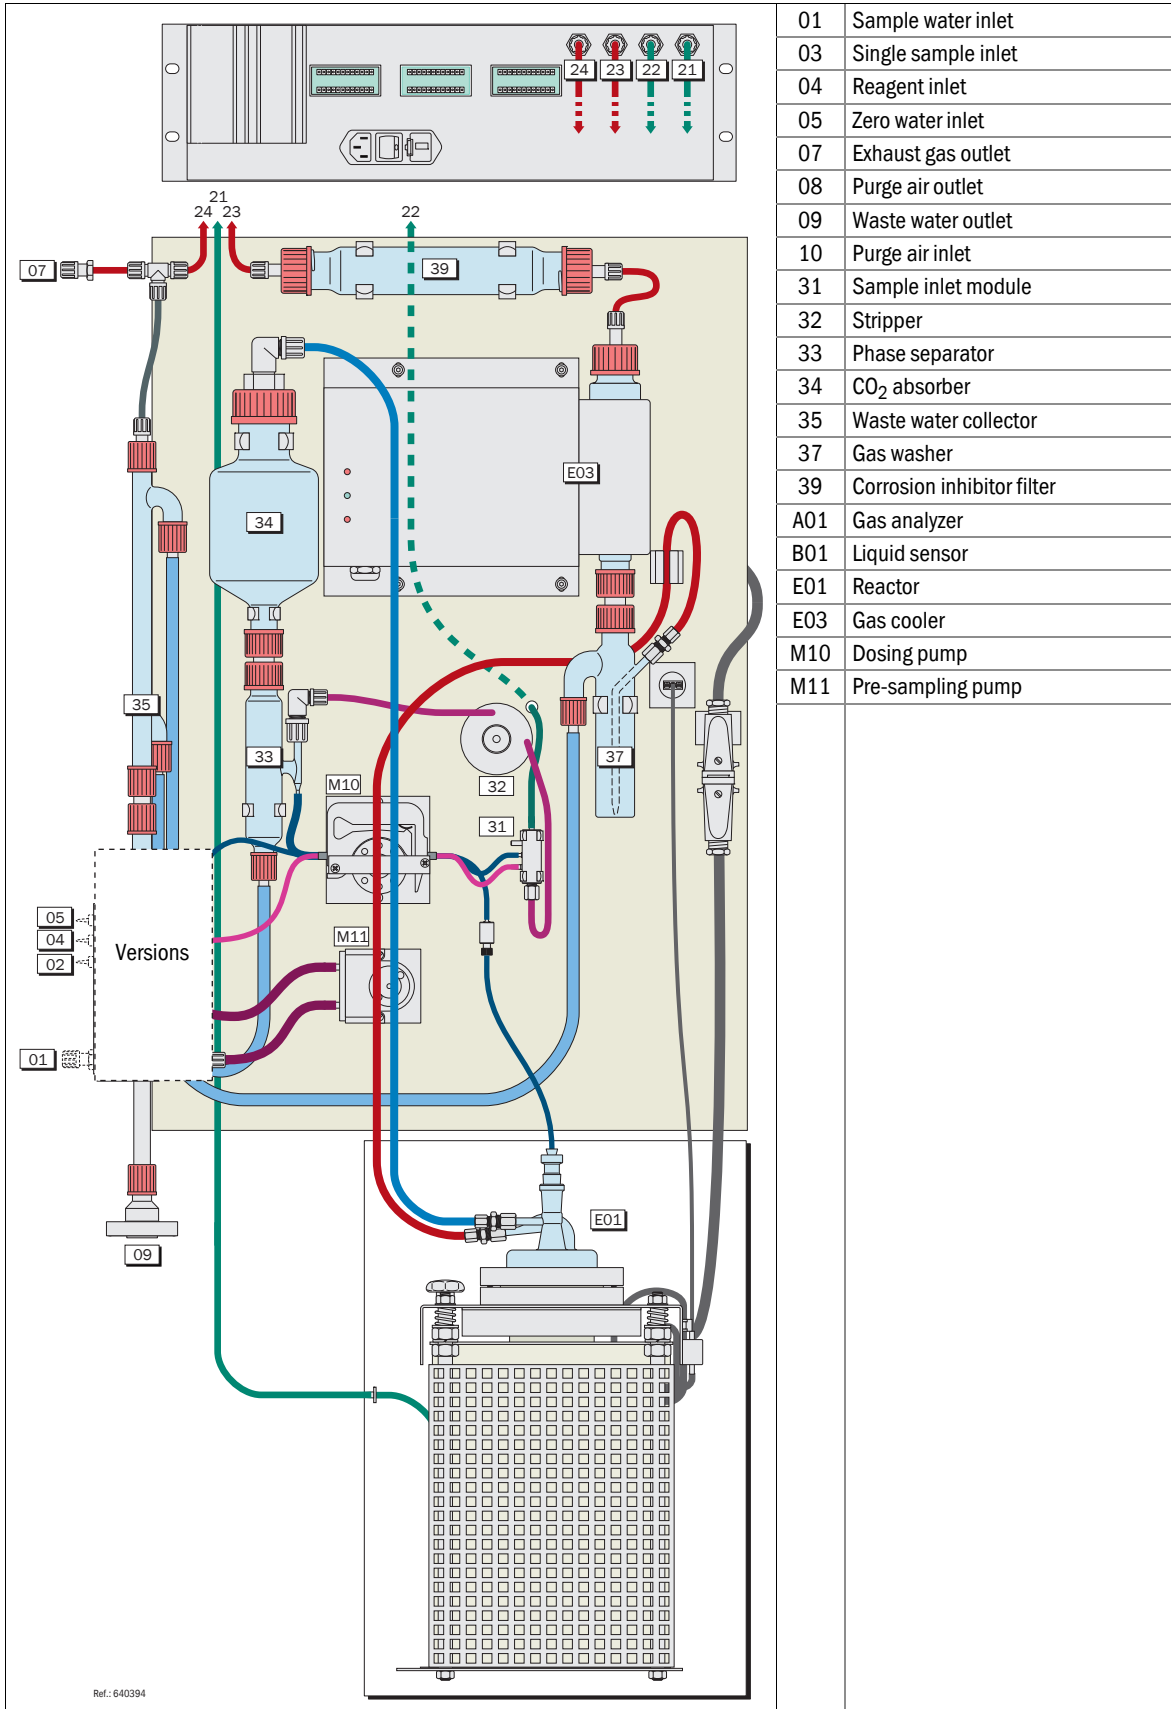 24 23 22 21
21
24 23
22
07
39
E03
34
35
33
37
M10
32
31
M11
05
04
02
Versions
01
E01
09
Ref.: 640394
01 Sample water inlet
03 Single sample inlet
04 Reagent inlet
05 Zero water inlet
07 Exhaust gas outlet
08 Purge air outlet
09 Waste water outlet
10 Purge air inlet
31 Sample inlet module
32 Stripper
33 Phase separator
34 CO2 absorber
35 Waste water collector
37 Gas washer
39 Corrosion inhibitor filter
A01 Gas analyzer
B01 Liquid sensor
E01 Reactor
E03 Gas cooler
M10 Dosing pump
M11 Pre-sampling pump